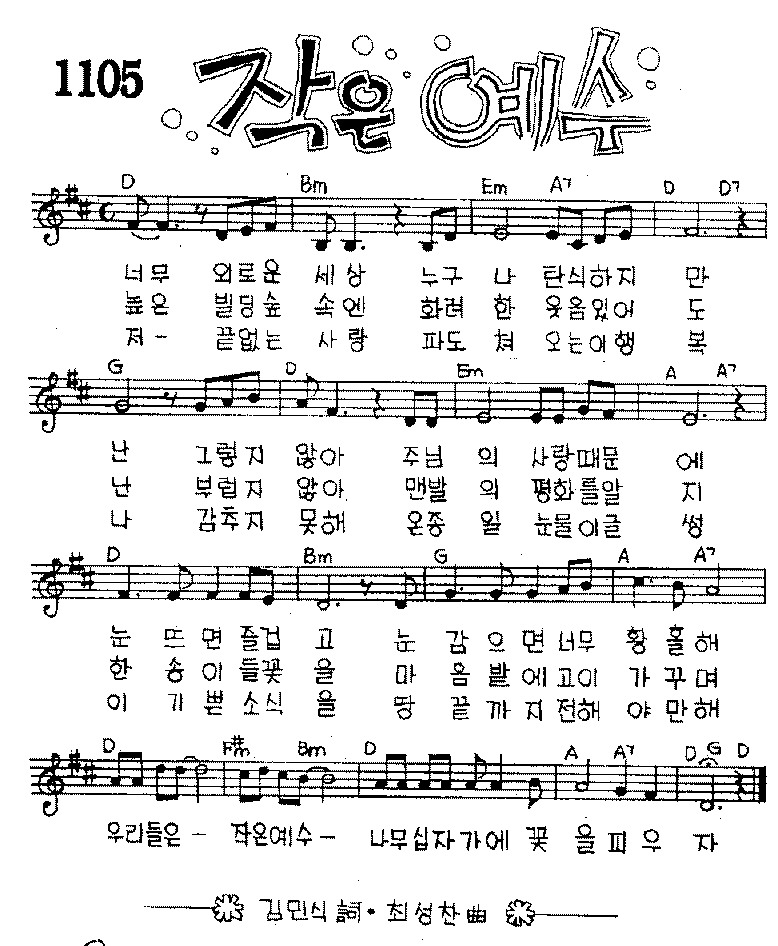 1105 작은 예수
D Bm Em A7 D D7
너무 외로운 세상 누구 나 탄식하지 만
높은 빌딩숲 속엔 화려 한 웃옴있어 도
저 - 끝없는 사랑 파도 쳐 오는이행 복
G D Em A A7
난 그렇지 않아 주님 의 사랑때문 에
난 부럽지 않아 맨발 의 평화를알 지
나 감추지 못해 온종 일 눈물이글 썽
D Bm G A A7
눈 뜨면 즐겁고 눈 감으면 너무 황홀해
한 송이 들꽃을 마 음밭에 고이 가꾸며
이 기쁜 소식을 땅 끝까지 전해 야만해
D F#m Bm D A A7 D G D
우리들은 - 작은예수 - 나무십자가에 꽃 을피우 자
김민식 詞 · 최성찬 曲